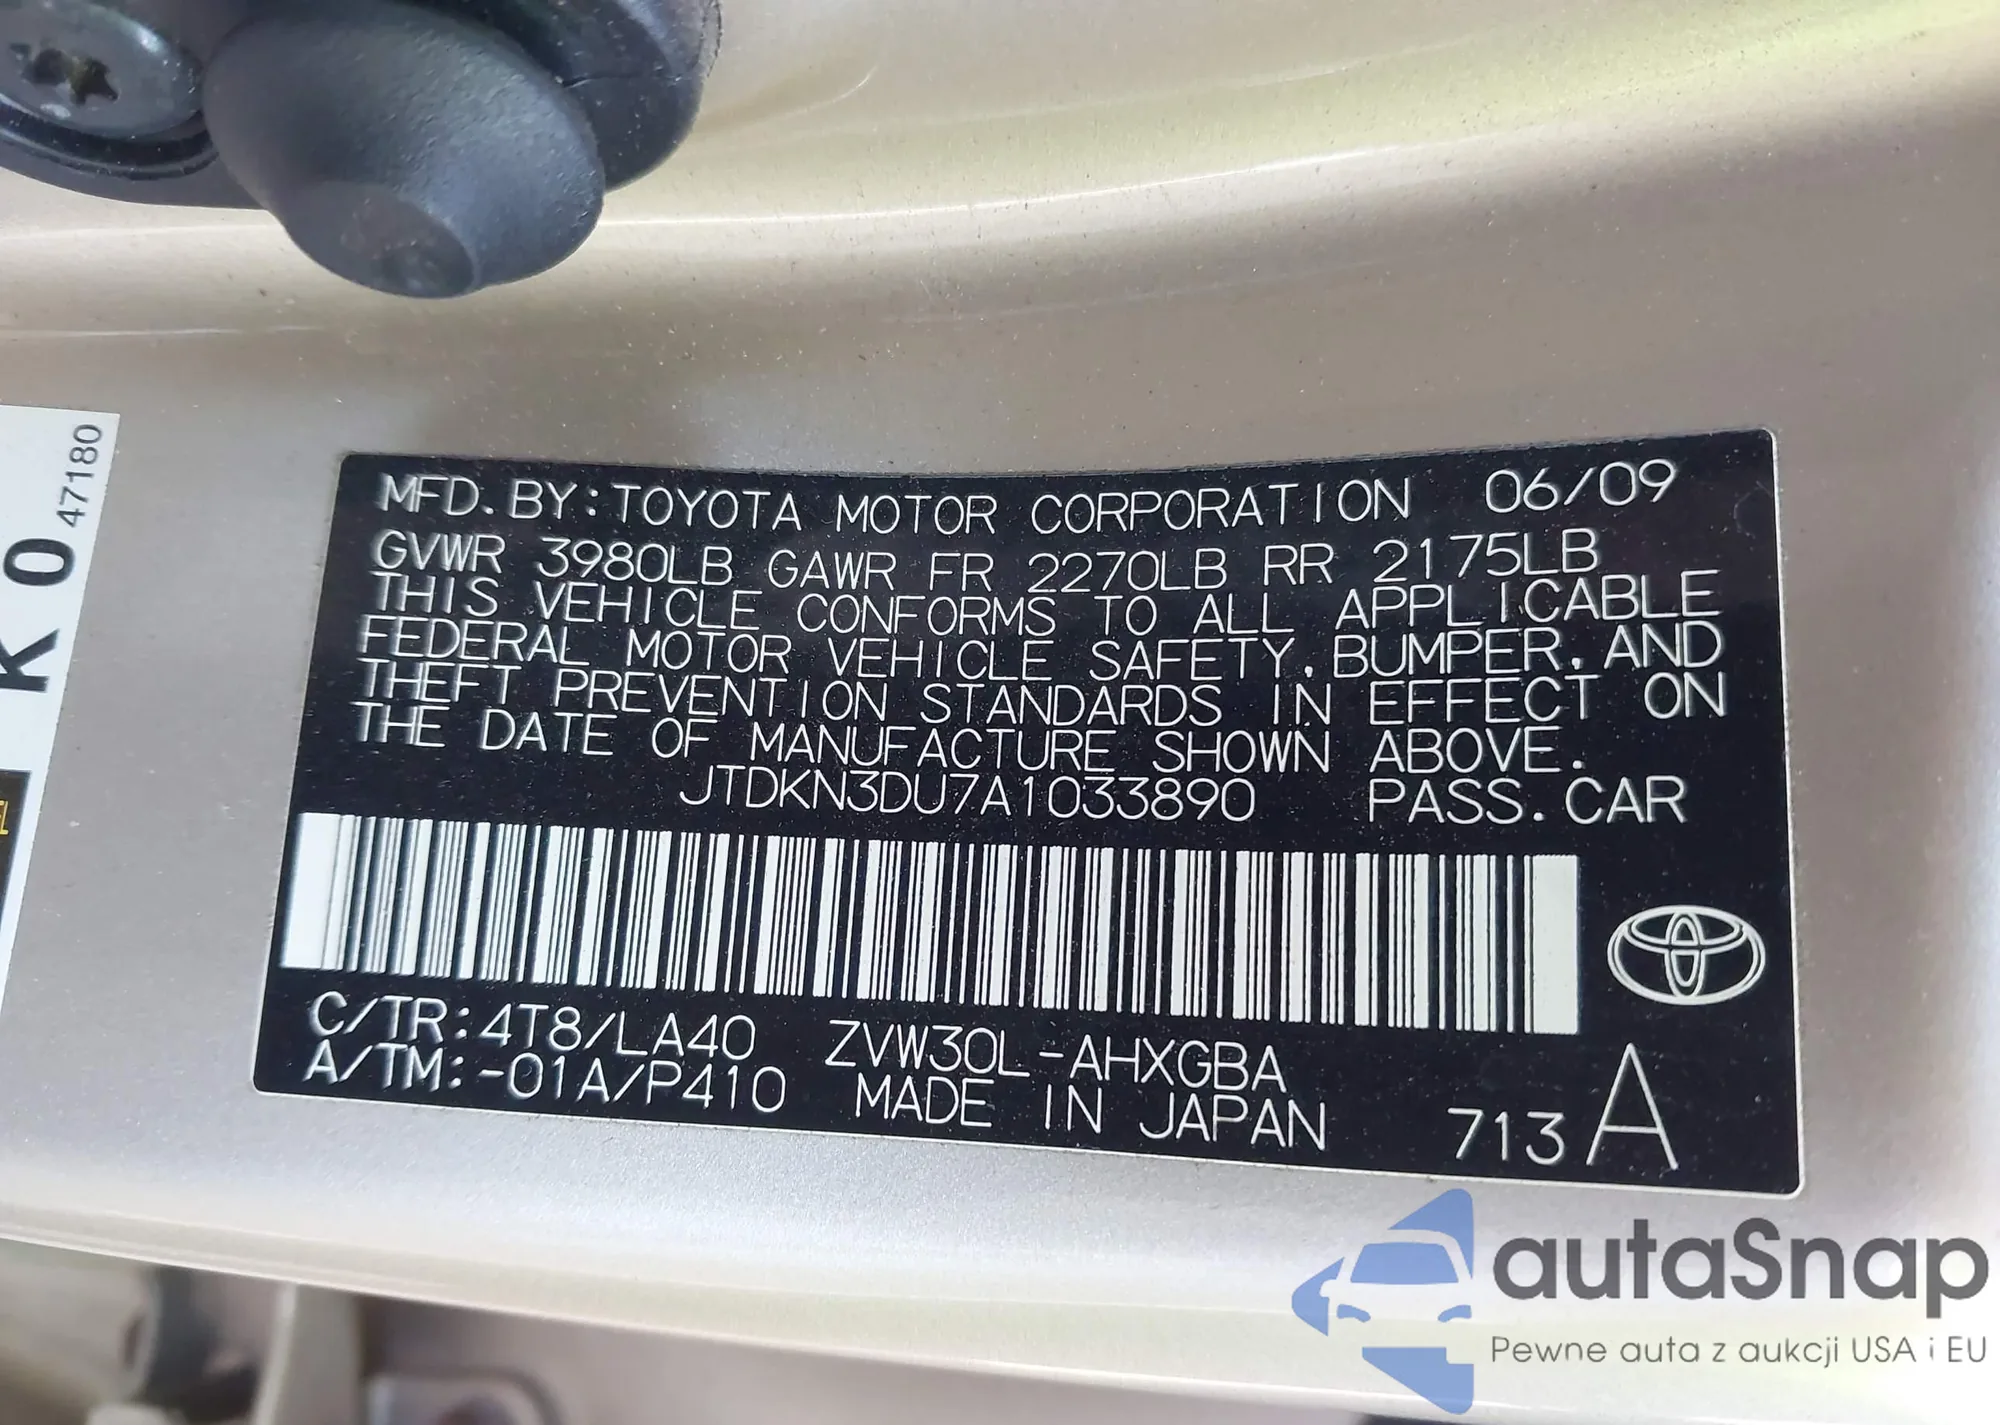 MFD. BY: TOYOTA MOTOR CORPORATION 06/09
GVWR 3980LB GAWR FR 2270LB RR 2175LB
THIS VEHICLE CONFORMS TO ALL APPLICABLE
FEDERAL MOTOR VEHICLE SAFETY, BUMPER, AND
THEFT PREVENTION STANDARDS IN EFFECT ON
THE DATE OF MANUFACTURE SHOWN ABOVE.
JTDKN3DU7A1033890 PASS. CAR
C/TR: 4T8/LA40 ZVW30L-AHXGBA
A/TM: -01A/P410 MADE IN JAPAN 713 A
K0 47180
autaSnap
Pewne auta z aukcji USA i EU